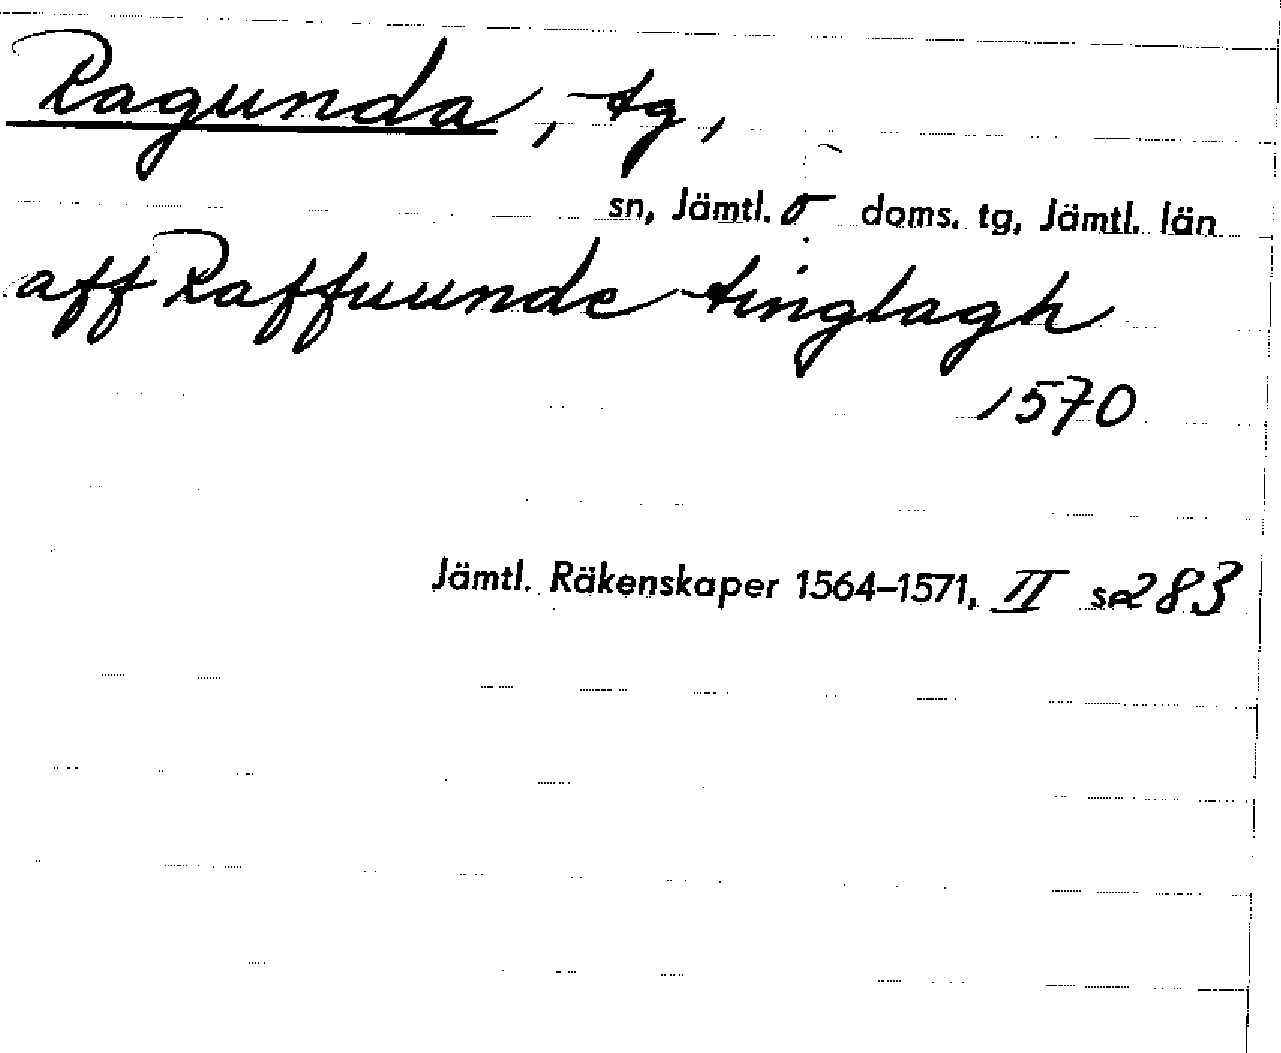 Ragunda, tg,
sn, Jämtl. ö doms. tg, Jämtl. län
aff Raffuunde tinglagh
1570
Jämtl. Räkenskaper 1564–1571, II s 283